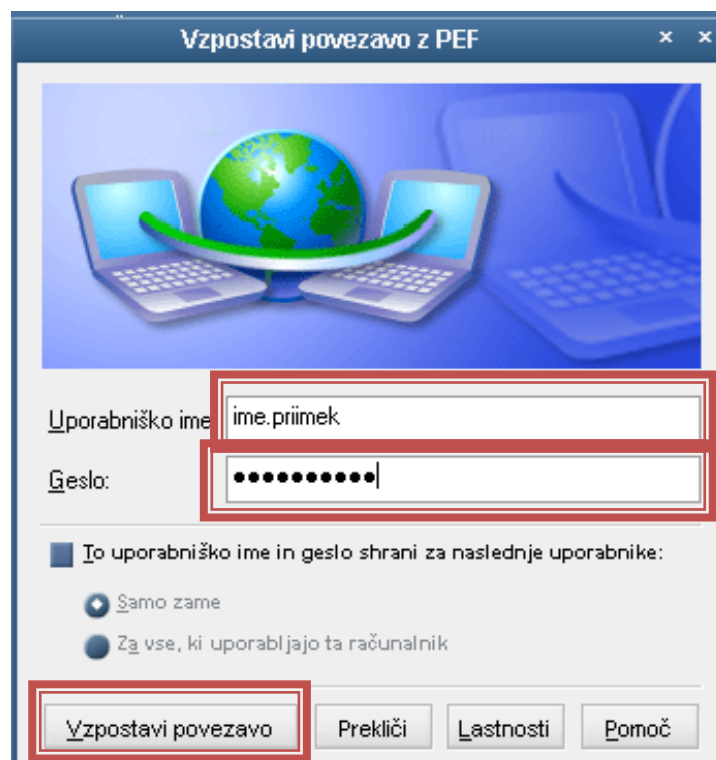 Vzpostavi povezavo z PEF
Uporabniško ime
ime.priimek
Geslo:
●●●●●●●●●●
To uporabniško ime in geslo shrani za naslednje uporabnike:
Samo zame
Za vse, ki uporabljajo ta računalnik
Vzpostavi povezavo Prekliči Lastnosti Pomoč